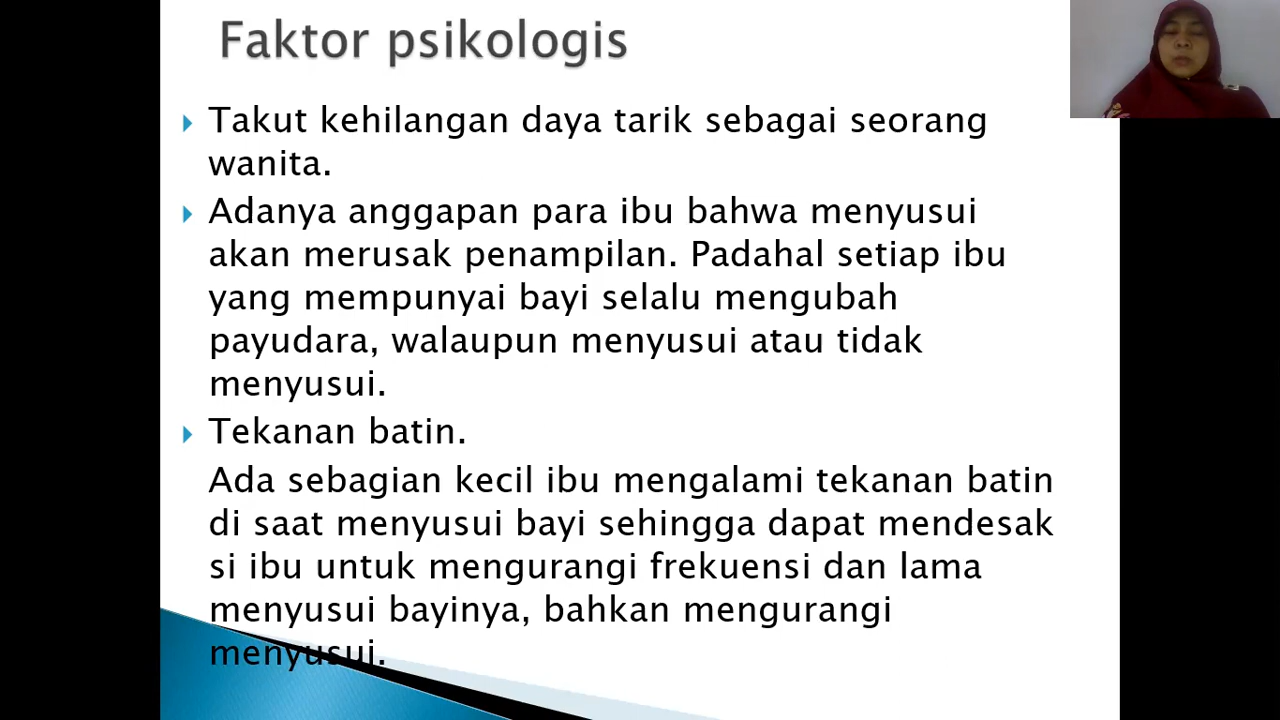 Faktor psikologis
Takut kehilangan daya tarik sebagai seorang
wanita.
Adanya anggapan para ibu bahwa menyusui
akan merusak penampilan. Padahal setiap ibu
yang mempunyai bayi selalu mengubah
payudara, walaupun menyusui atau tidak
menyusui.
Tekanan batin.
Ada sebagian kecil ibu mengalami tekanan batin
di saat menyusui bayi sehingga dapat mendesak
si ibu untuk mengurangi frekuensi dan lama
menyusui bayinya, bahkan mengurangi
menyusui.